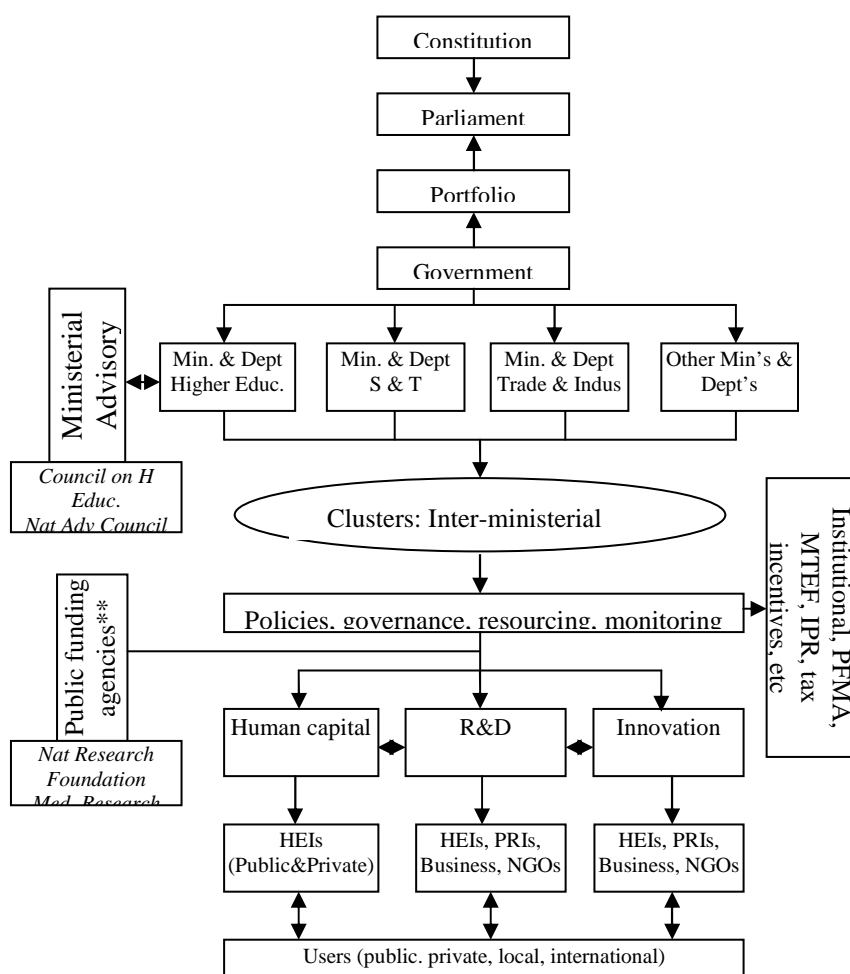 Constitution
Parliament
Portfolio
Government
Ministerial
Advisory
Min. & Dept
Higher Educ.
Min. & Dept
S & T
Min. & Dept
Trade & Indus
Other Min's &
Dept's
Council on H
Educ.
Nat Adv Council
Clusters: Inter-ministerial
Institutional, PFMA,
MTEF, IPR, tax
incentives, etc
Policies, governance, resourcing, monitoring
Public funding
agencies**
Nat Research
Foundation
Med. Research
Human capital
R&D
Innovation
HEIs
(Public&Private)
HEIs, PRIs,
Business, NGOs
HEIs, PRIs,
Business, NGOs
Users (public. private, local, international)